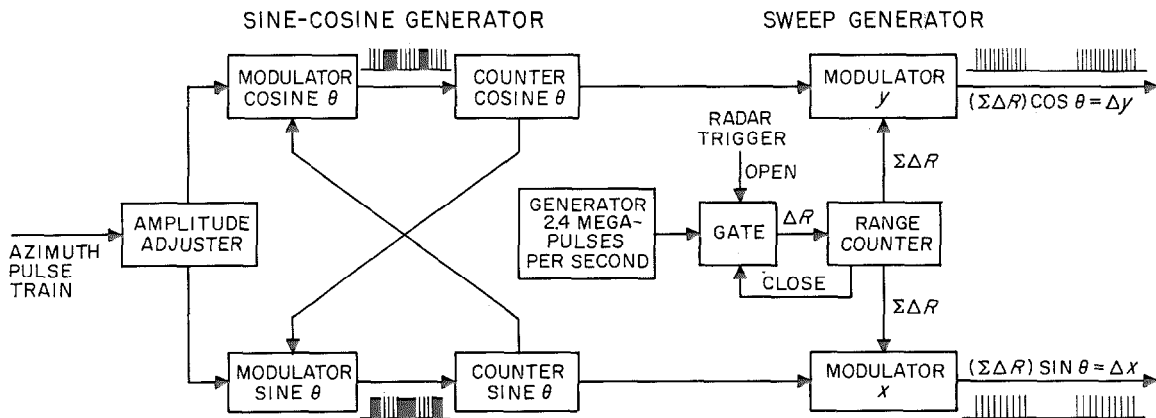 SINE-COSINE GENERATOR
SWEEP GENERATOR
MODULATOR
COSINE θ
COUNTER
COSINE θ
MODULATOR
y
(ΣΔR) COS θ = Δy
RADAR
TRIGGER
OPEN
ΣΔR
AMPLITUDE
ADJUSTER
AZIMUTH
PULSE
TRAIN
GENERATOR
2.4 MEGA-
PULSES
PER SECOND
GATE
ΔR
RANGE
COUNTER
CLOSE
ΣΔR
MODULATOR
SINE θ
COUNTER
SINE θ
MODULATOR
x
(ΣΔR) SIN θ = Δx